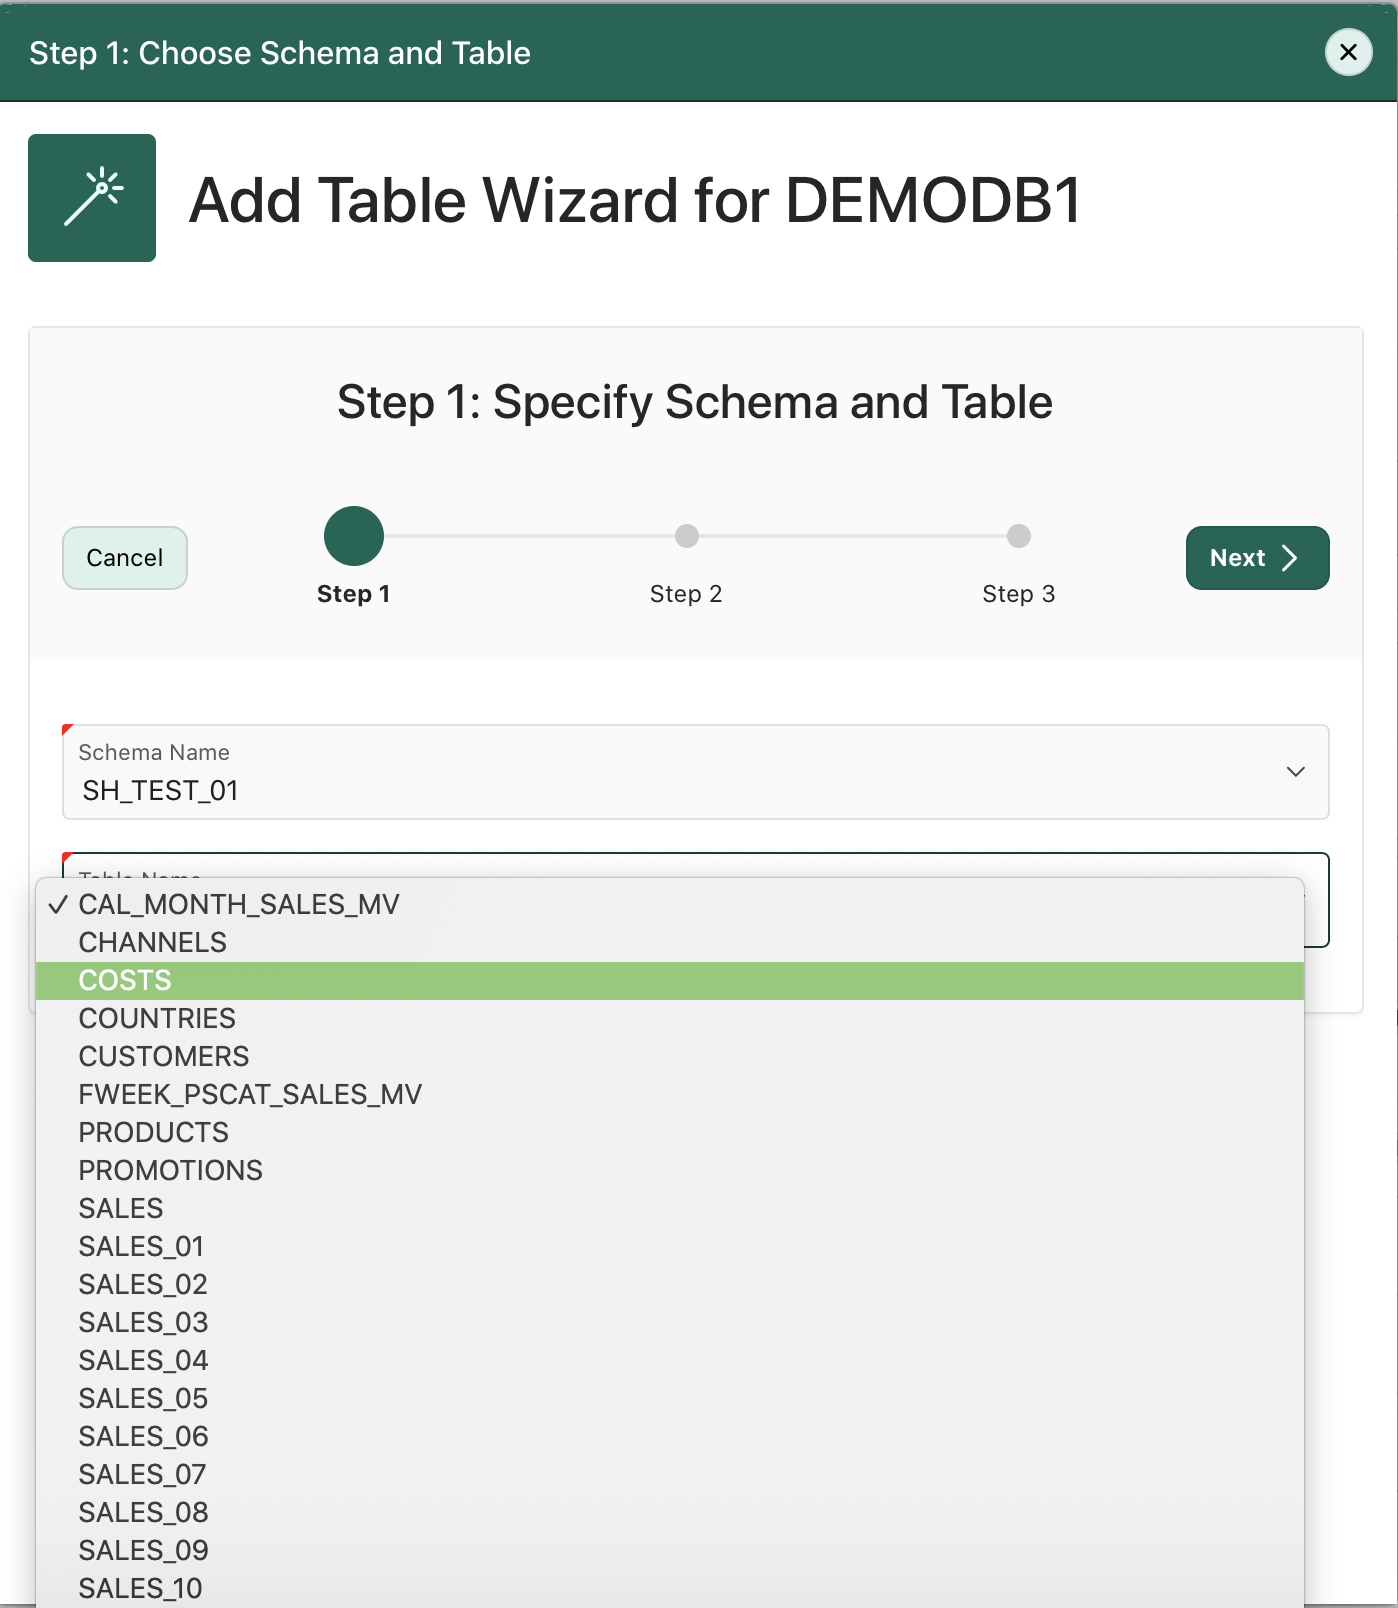 Step 1: Choose Schema and Table
Add Table Wizard for DEMODB1
Step 1: Specify Schema and Table
Cancel
Step 1
Step 2
Step 3
Next
Schema Name
SH_TEST_01
Table Name
CAL_MONTH_SALES_MV
CHANNELS
COSTS
COUNTRIES
CUSTOMERS
FWEEK_PSCAT_SALES_MV
PRODUCTS
PROMOTIONS
SALES
SALES_01
SALES_02
SALES_03
SALES_04
SALES_05
SALES_06
SALES_07
SALES_08
SALES_09
SALES_10